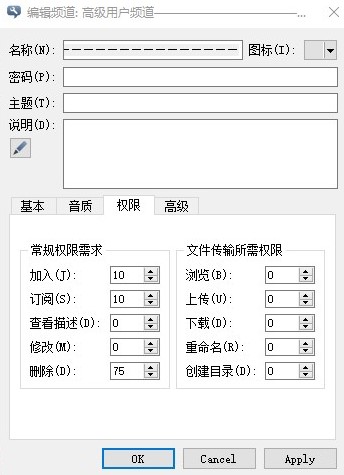 编辑频道: 高级用户频道————————————————...
名称(N): ---------------- 图标(I):
密码(P):
主题(T):
说明(D):
基本 音质 权限 高级
常规权限需求
加入(J): 10
订阅(S): 10
查看描述(D): 0
修改(M): 0
删除(D): 75
文件传输所需权限
浏览(B): 0
上传(U): 0
下载(D): 0
重命名(R): 0
创建目录(D): 0
OK Cancel Apply